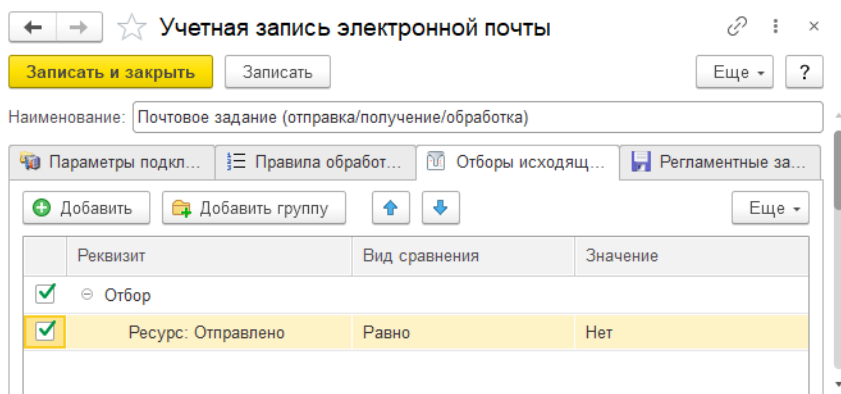 Учетная запись электронной почты
Записать и закрыть Записать Еще ?
Наименование: Почтовое задание (отправка/получение/обработка)
Параметры подкл... Правила обработ... Отборы исходящ... Регламентные за...
Добавить Добавить группу Еще
Реквизит Вид сравнения Значение
Отбор
Ресурс: Отправлено Равно Нет